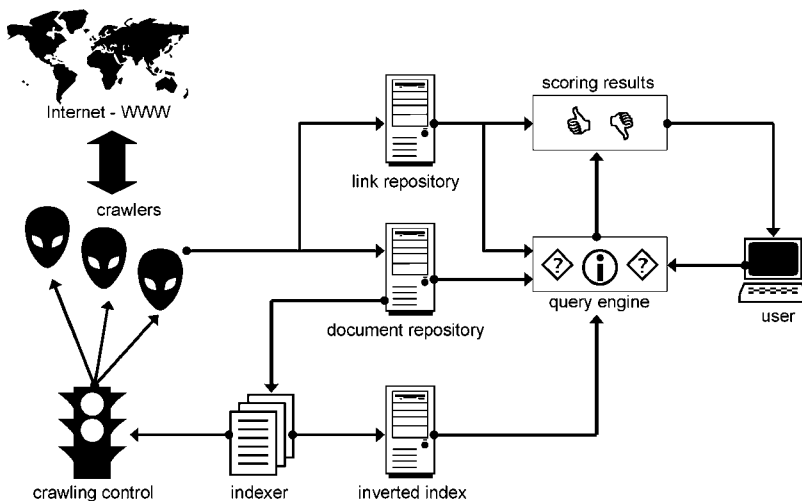 Internet - WWW
scoring results
link repository
crawlers
? i ?
query engine
user
document repository
crawling control
indexer
inverted index